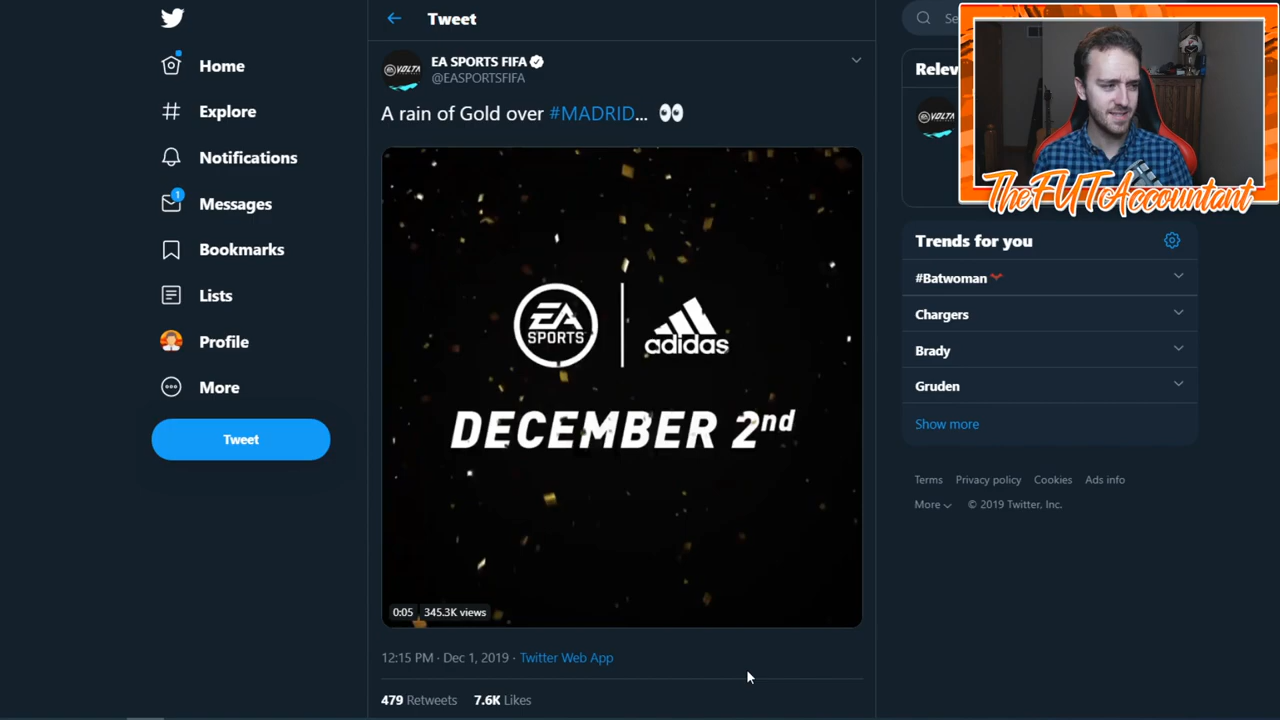 Home
Explore
Notifications
1
Messages
Bookmarks
Lists
Profile
More
Tweet
Tweet
EA SPORTS FIFA
@EASPORTSFIFA
A rain of Gold over #MADRID... 👀
EA
SPORTS
adidas
DECEMBER 2nd
0:05 345.3K views
12:15 PM · Dec 1, 2019 · Twitter Web App
479 Retweets 7.6K Likes
TheFUTAccountant
Trends for you
#Batwoman
Chargers
Brady
Gruden
Show more
Terms Privacy policy Cookies Ads info
More © 2019 Twitter, Inc.